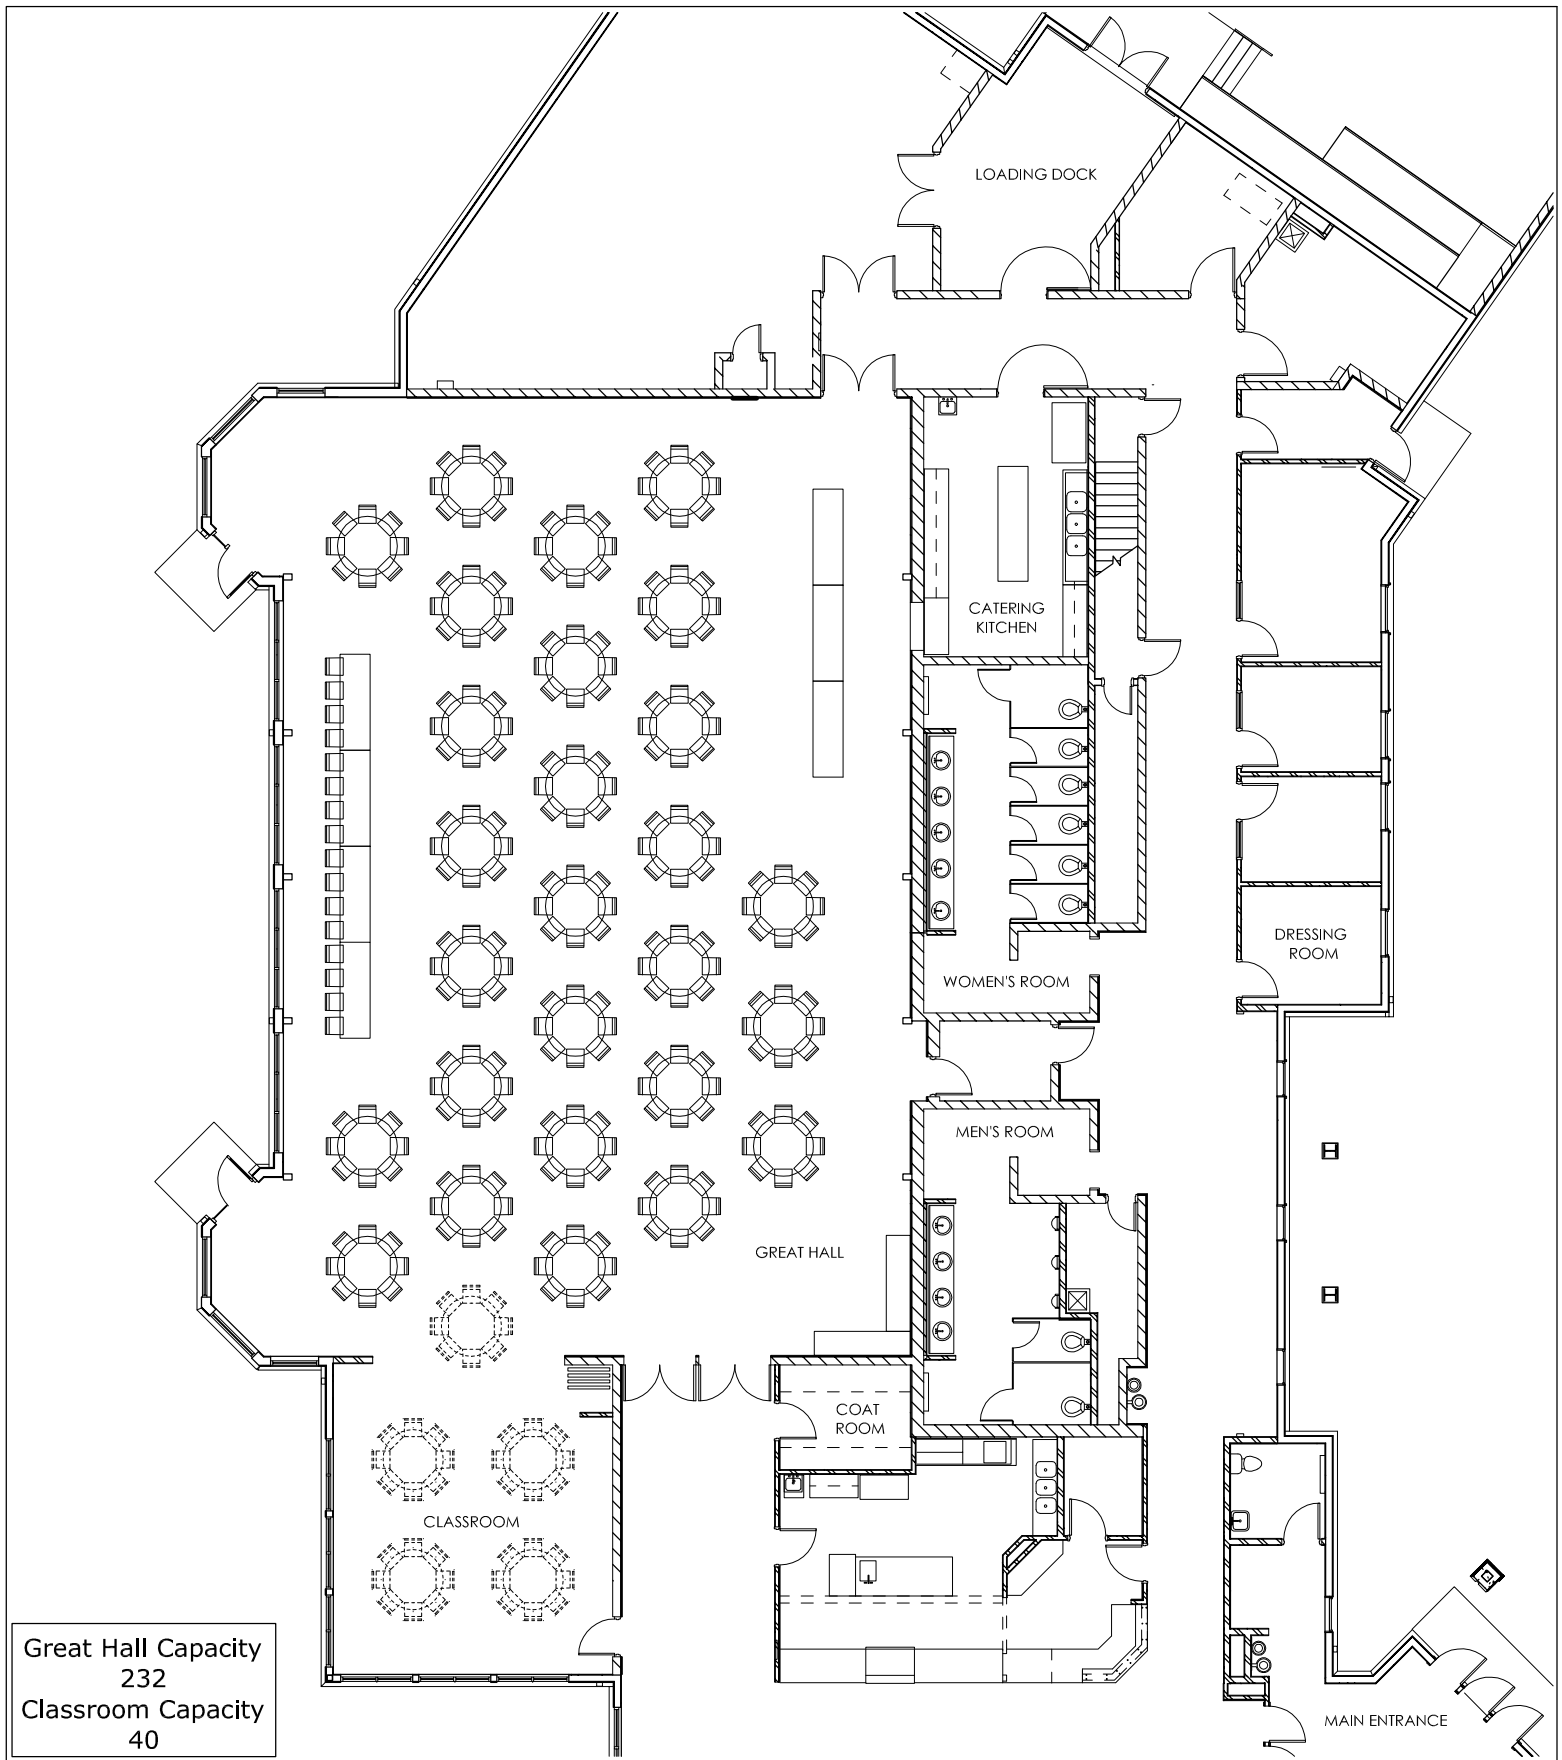 LOADING DOCK
CATERING
KITCHEN
DRESSING
ROOM
WOMEN'S ROOM
MEN'S ROOM
GREAT HALL
COAT
ROOM
CLASSROOM
MAIN ENTRANCE
Great Hall Capacity
232
Classroom Capacity
40